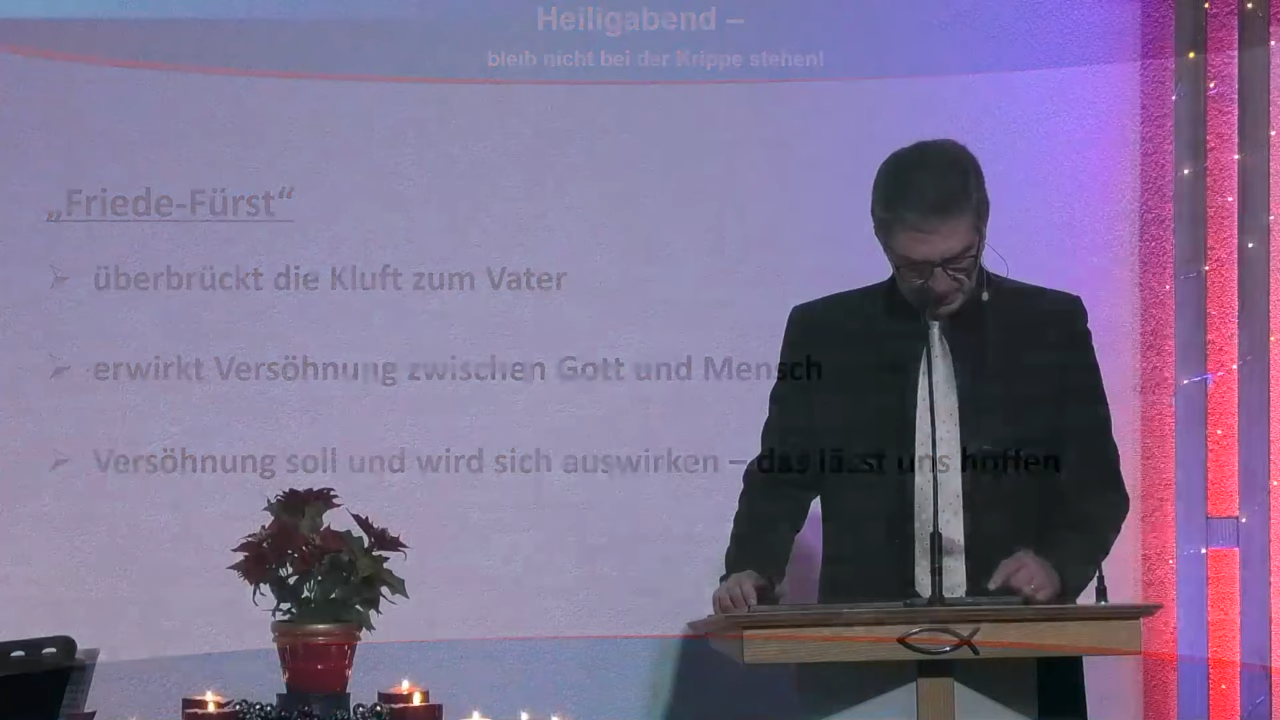 Heiligabend –
bleib nicht bei der Krippe stehen!
„Friede-Fürst“
überbrückt die Kluft zum Vater
erwirkt Versöhnung zwischen Gott und Mensch
Versöhnung soll und wird sich auswirken – das lässt uns hoffen